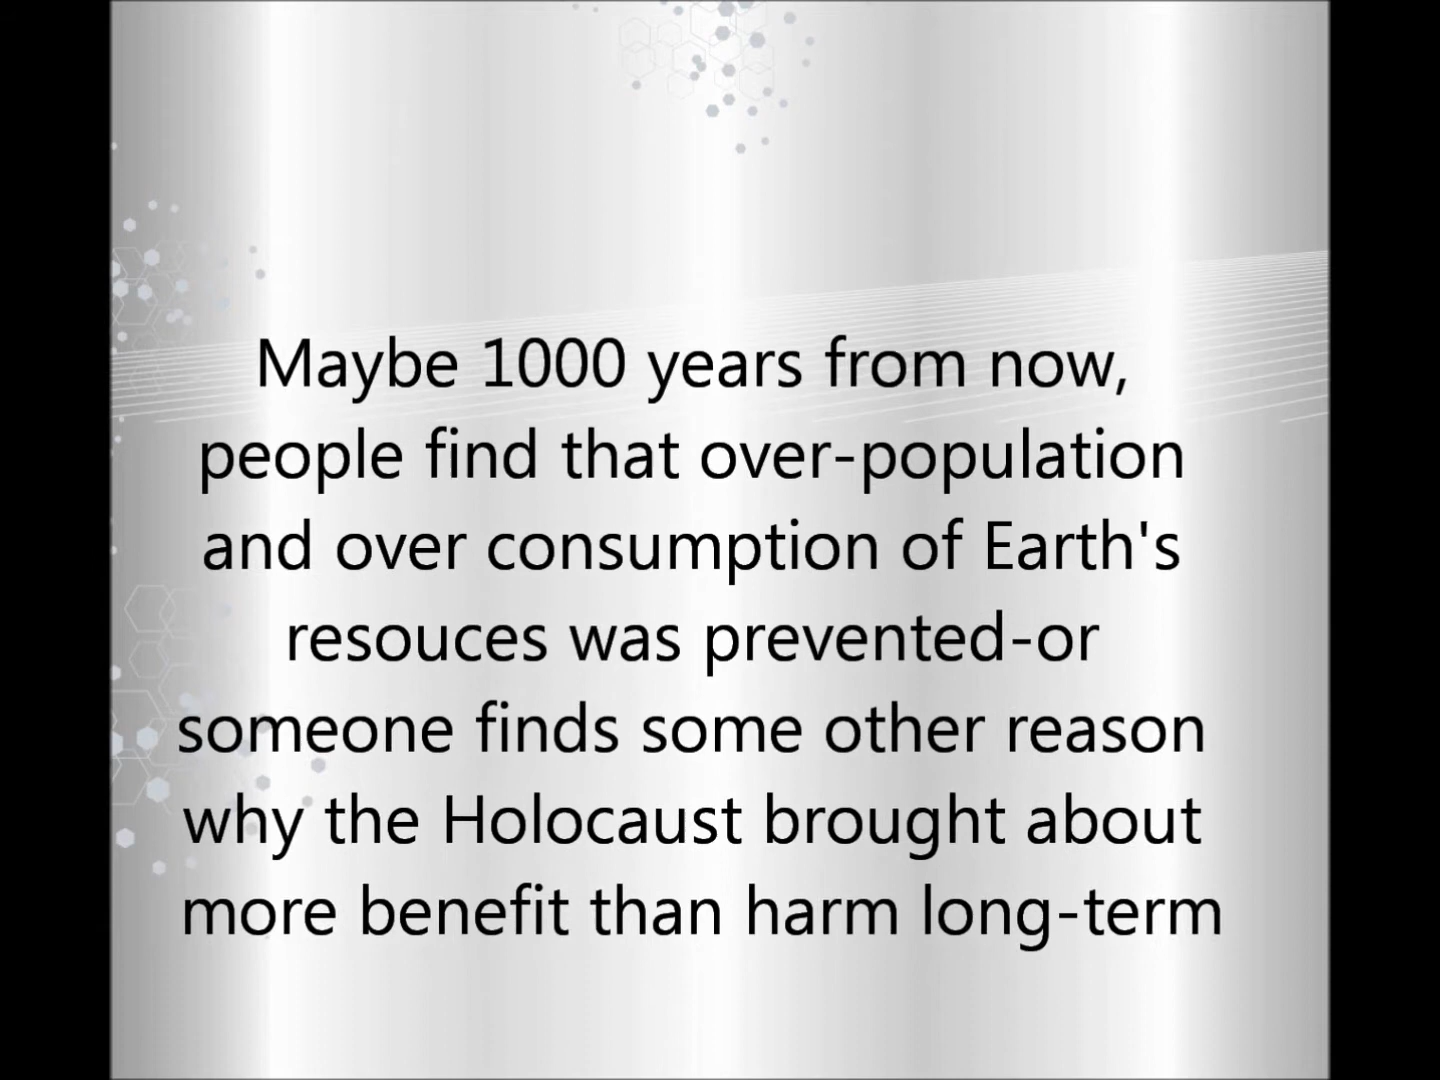 Maybe 1000 years from now,
people find that over-population
and over consumption of Earth's
resouces was prevented-or
someone finds some other reason
why the Holocaust brought about
more benefit than harm long-term